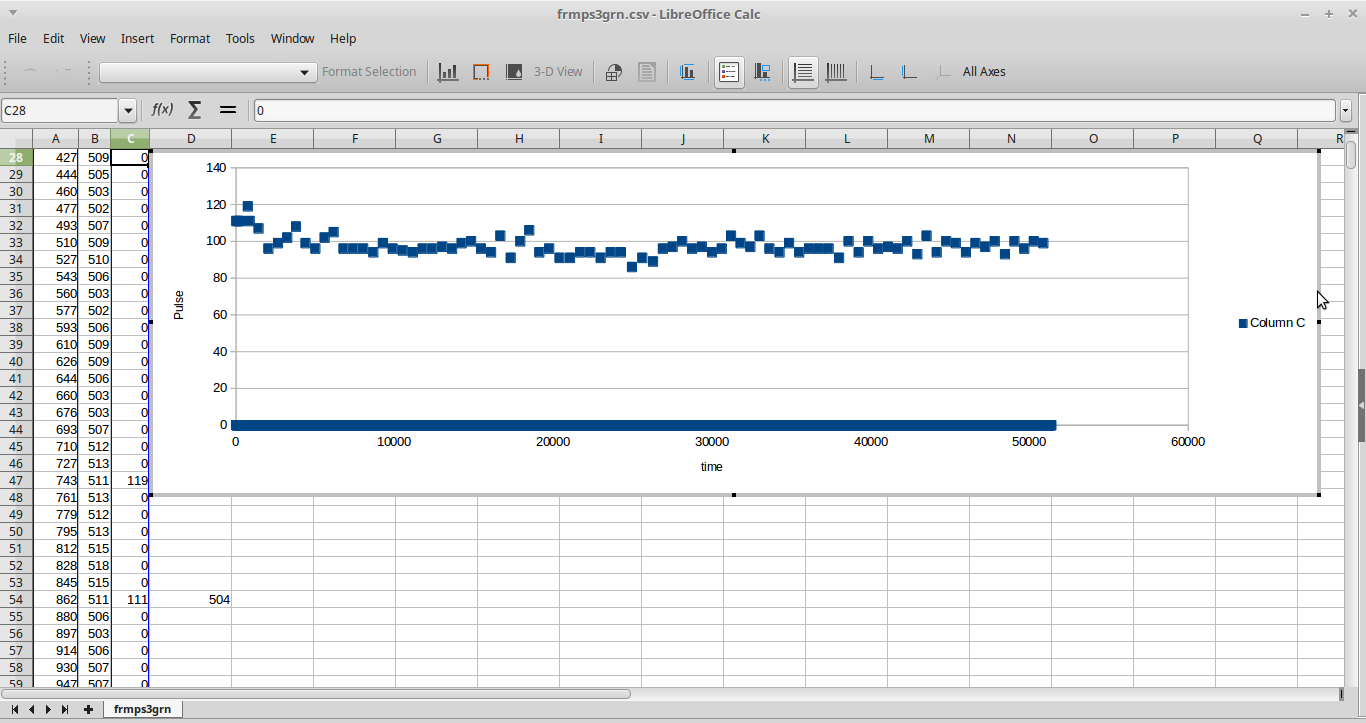 frmps3grn.csv - LibreOffice Calc
File Edit View Insert Format Tools Window Help
Format Selection 3-D View All Axes
C28 f(x) Σ = 0
A B C D E F G H I J K L M N O P Q R
28 427 509 0
29 444 505 0
30 460 503 0
31 477 502 0
32 493 507 0
33 510 509 0
34 527 510 0
35 543 506 0
36 560 503 0
37 577 502 0
38 593 506 0
39 610 509 0
40 626 509 0
41 644 506 0
42 660 503 0
43 676 503 0
44 693 507 0
45 710 512 0
46 727 513 0
47 743 511 119
48 761 513 0
49 779 512 0
50 795 513 0
51 812 515 0
52 828 518 0
53 845 515 0
54 862 511 111 504
55 880 506 0
56 897 503 0
57 914 506 0
58 930 507 0
59 947 507 0
140
120
100
80
60
40
20
0
Pulse
0 10000 20000 30000 40000 50000 60000
time
Column C
frmps3grn